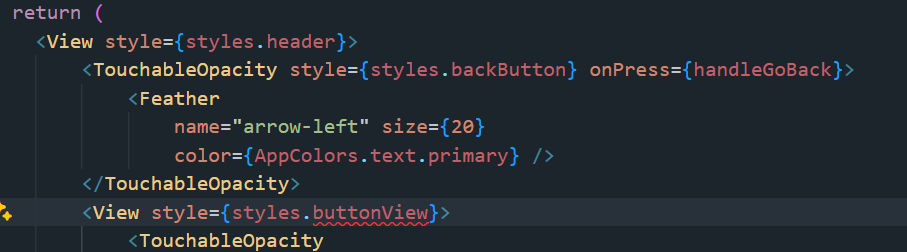 return (
<View style={styles.header}>
<TouchableOpacity style={styles.backButton} onPress={handleGoBack}>
<Feather
name="arrow-left" size={20}
color={AppColors.text.primary} />
</TouchableOpacity>
<View style={styles.buttonView}>
<TouchableOpacity